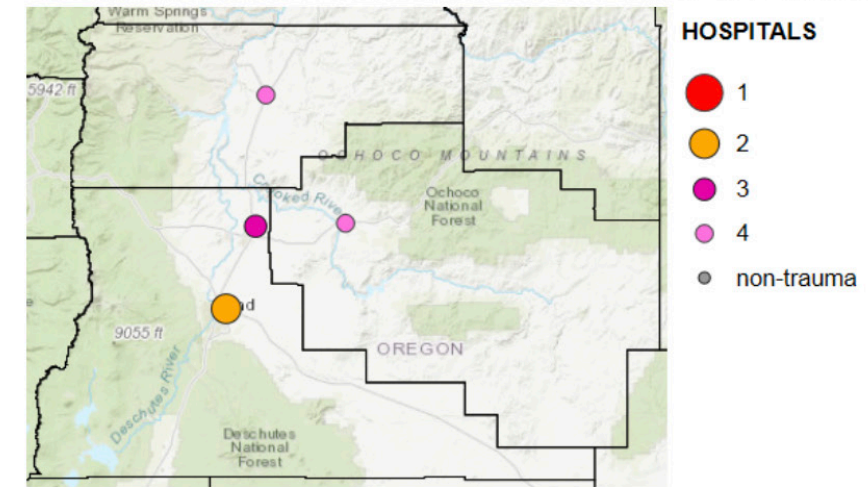 Warm Springs
Reservation
5942 ft
OCHOCO MOUNTAINS
Crooked River
Ochoco
National
Forest
nd
9055 ft
OREGON
Deschutes River
Deschutes
National
Forest
HOSPITALS
1
2
3
4
non-trauma